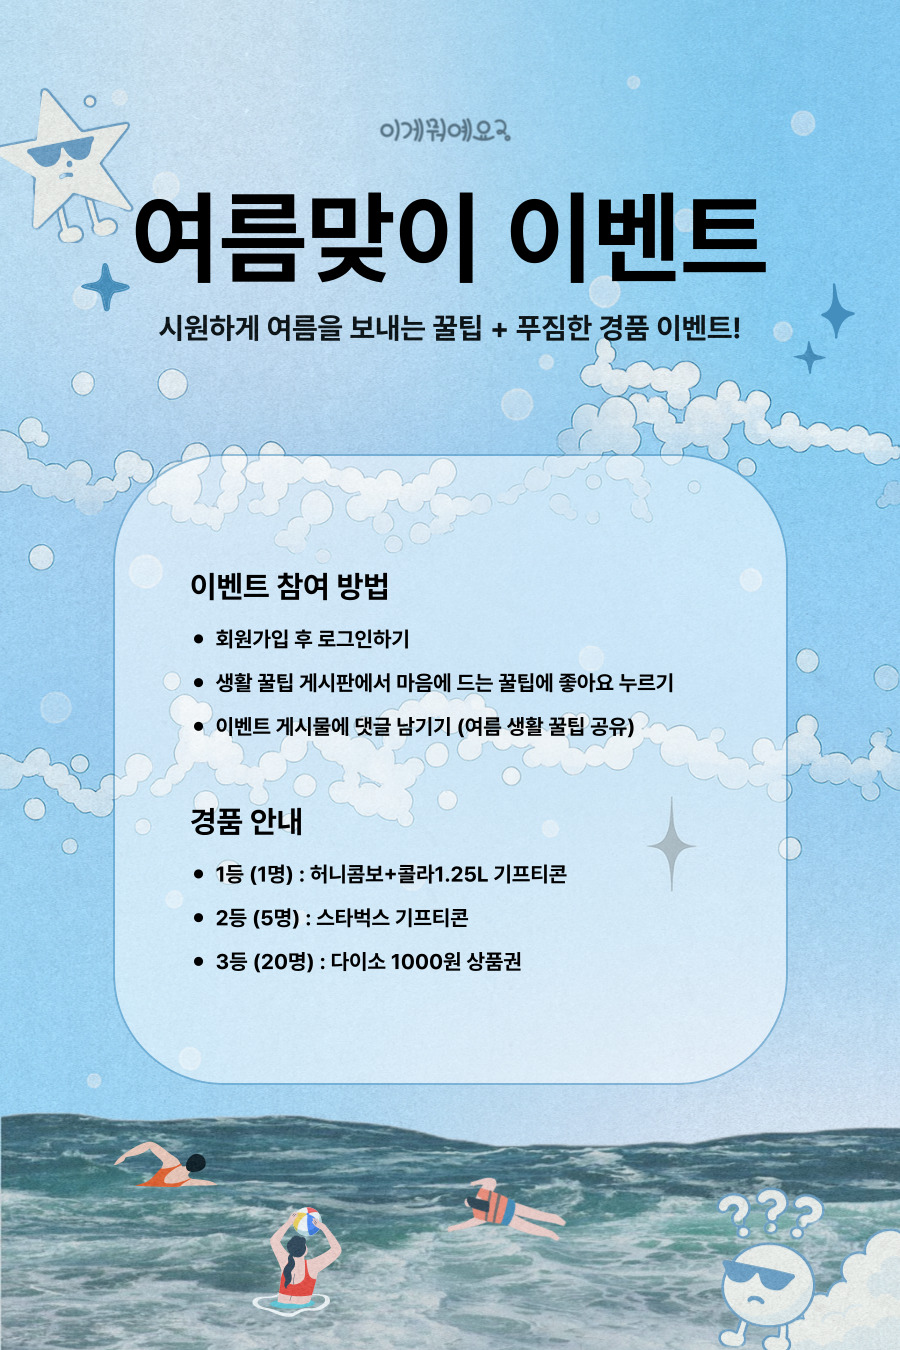 이게뭐예요?
여름맞이 이벤트
시원하게 여름을 보내는 꿀팁 + 푸짐한 경품 이벤트!
이벤트 참여 방법
• 회원가입 후 로그인하기
• 생활 꿀팁 게시판에서 마음에 드는 꿀팁에 좋아요 누르기
• 이벤트 게시물에 댓글 남기기 (여름 생활 꿀팁 공유)
경품 안내
• 1등 (1명) : 허니콤보+콜라1.25L 기프티콘
• 2등 (5명) : 스타벅스 기프티콘
• 3등 (20명) : 다이소 1000원 상품권
???